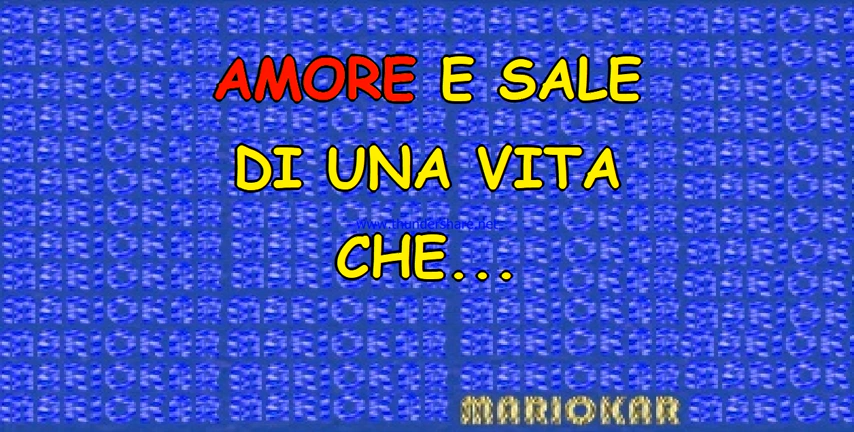 AMORE E SALE
DI UNA VITA
www.thundershare.net
CHE...
MARIOKAR